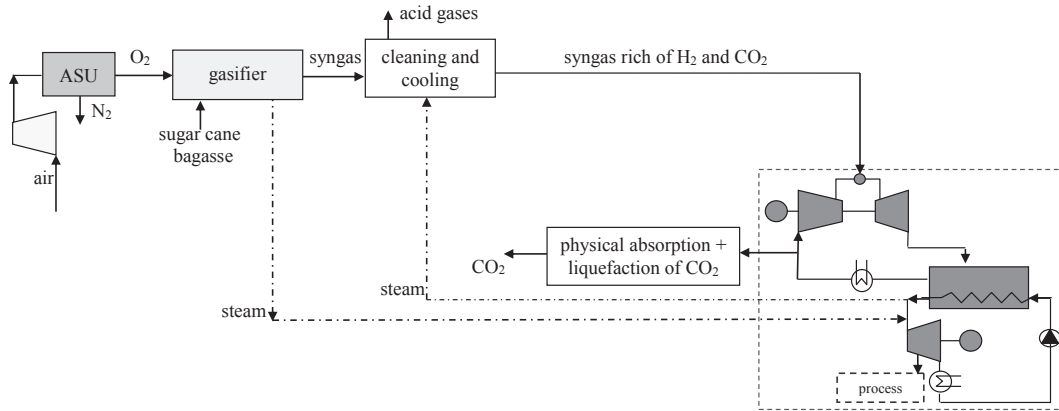 acid gases
ASU
O2
gasifier
syngas
cleaning and
cooling
syngas rich of H2 and CO2
N2
sugar cane
bagasse
air
physical absorption +
liquefaction of CO2
CO2
steam
steam
process